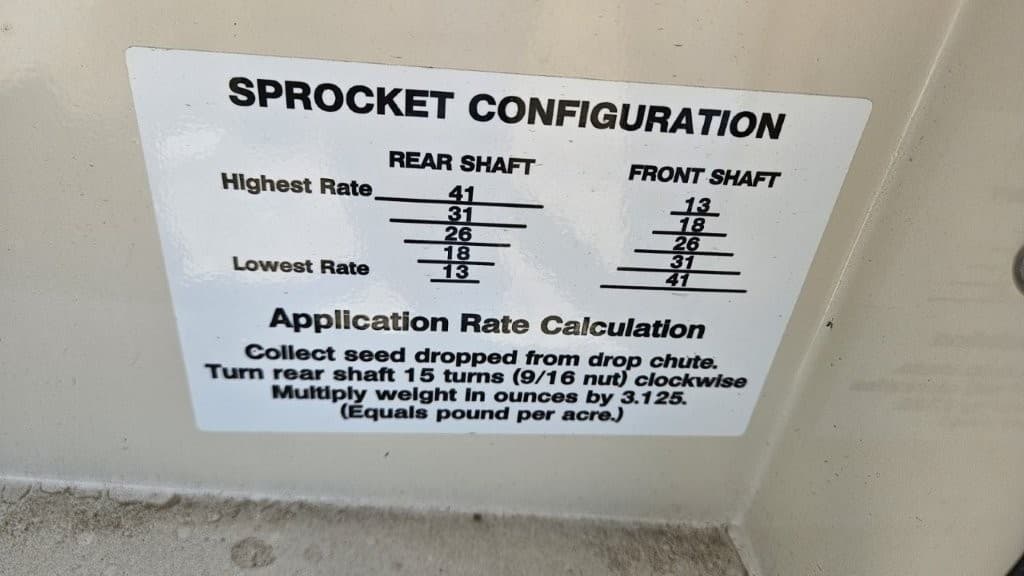 SPROCKET CONFIGURATION
REAR SHAFT FRONT SHAFT
Highest Rate 41 13
31 18
26 26
18 31
Lowest Rate 13 41
Application Rate Calculation
Collect seed dropped from drop chute.
Turn rear shaft 15 turns (9/16 nut) clockwise
Multiply weight in ounces by 3.125.
(Equals pound per acre.)